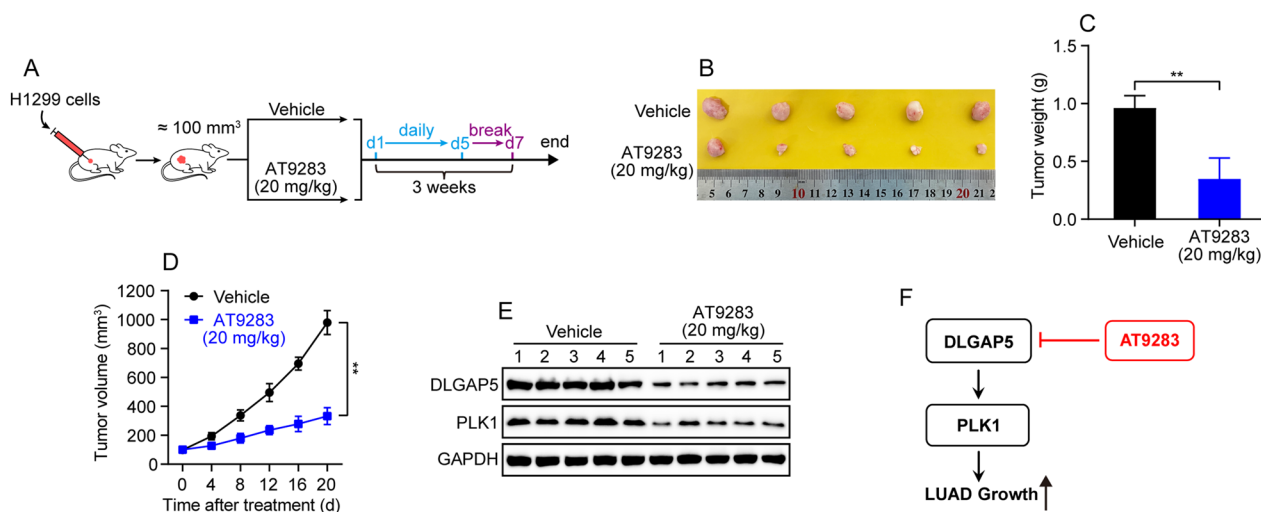 A
H1299 cells
≈ 100 mm³
Vehicle
AT9283
(20 mg/kg)
d1
daily
d5
break
d7
end
3 weeks
B
Vehicle
AT9283
(20 mg/kg)
5 6 7 8 9 10 11 12 13 14 15 16 17 18 19 20 21 2
C
Tumor weight (g)
1.5
1.0
0.5
0.0
**
Vehicle
AT9283
(20 mg/kg)
D
Tumor volume (mm³)
1200
1000
800
600
400
200
0
Vehicle
AT9283
(20 mg/kg)
**
0 4 8 12 16 20
Time after treatment (d)
E
Vehicle
AT9283
(20 mg/kg)
1 2 3 4 5 1 2 3 4 5
DLGAP5
PLK1
GAPDH
F
DLGAP5
AT9283
PLK1
LUAD Growth